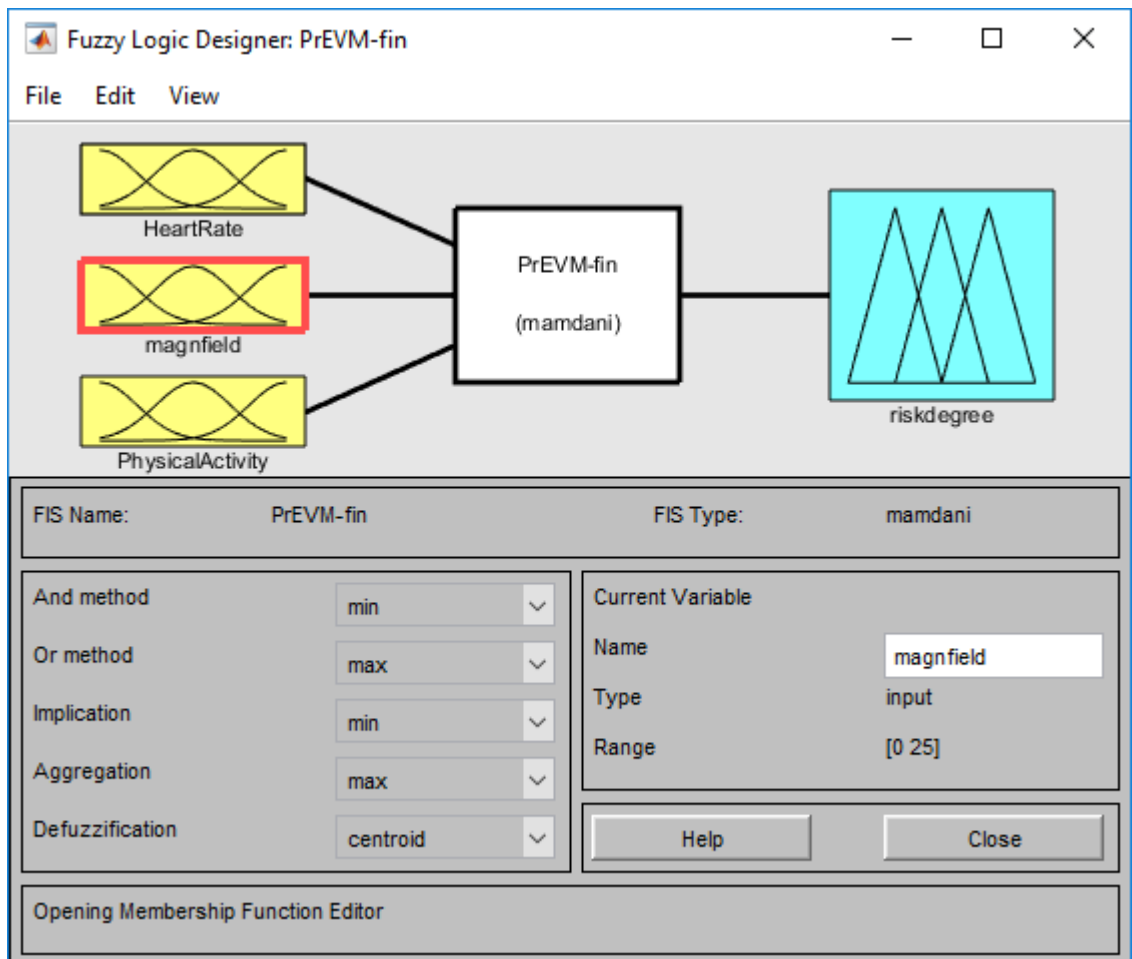 Fuzzy Logic Designer: PrEVM-fin
File Edit View
HeartRate
magnfield
PhysicalActivity
PrEVM-fin
(mamdani)
riskdegree
FIS Name: PrEVM-fin FIS Type: mamdani
And method min
Or method max
Implication min
Aggregation max
Defuzzification centroid
Current Variable
Name magnfield
Type input
Range [0 25]
Help Close
Opening Membership Function Editor